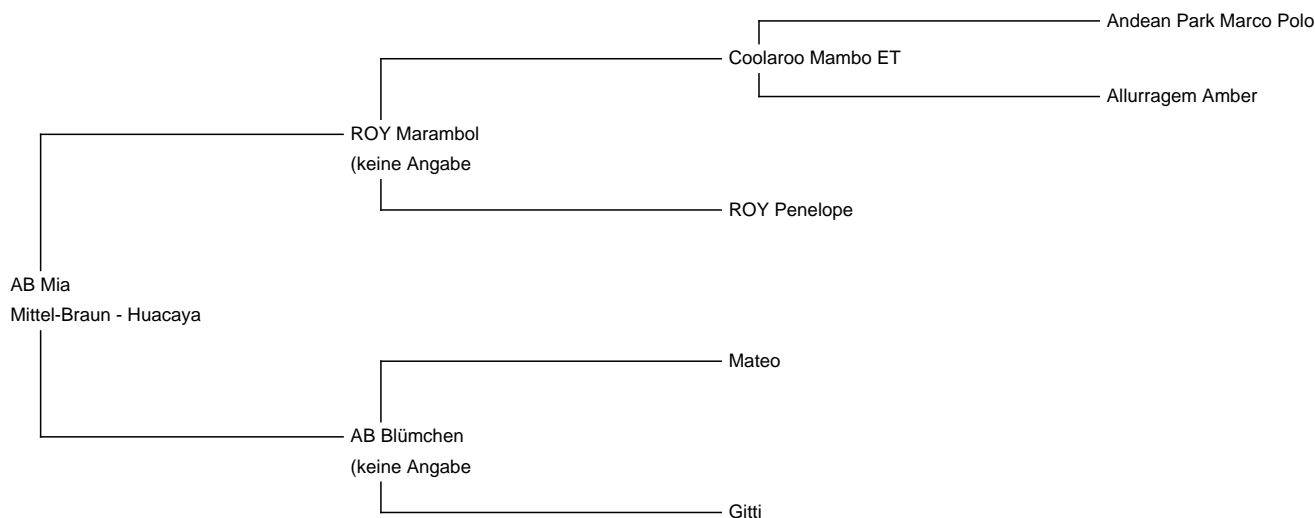 Andean Park Marco Polo
Coolaroo Mambo ET
Allurragem Amber
ROY Marambol
(keine Angabe
ROY Penelope
AB Mia
Mittel-Braun - Huacaya
Mateo
AB Blümchen
(keine Angabe
Gitti